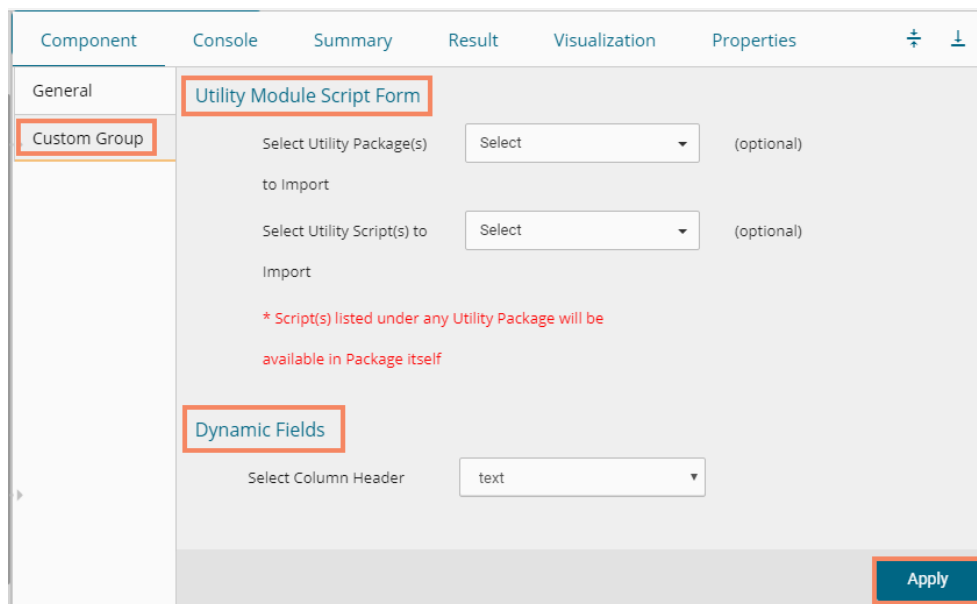 Component Console Summary Result Visualization Properties
General
Custom Group
Utility Module Script Form
Select Utility Package(s) Select (optional)
to Import
Select Utility Script(s) to Select (optional)
Import
* Script(s) listed under any Utility Package will be
available in Package itself
Dynamic Fields
Select Column Header text
Apply